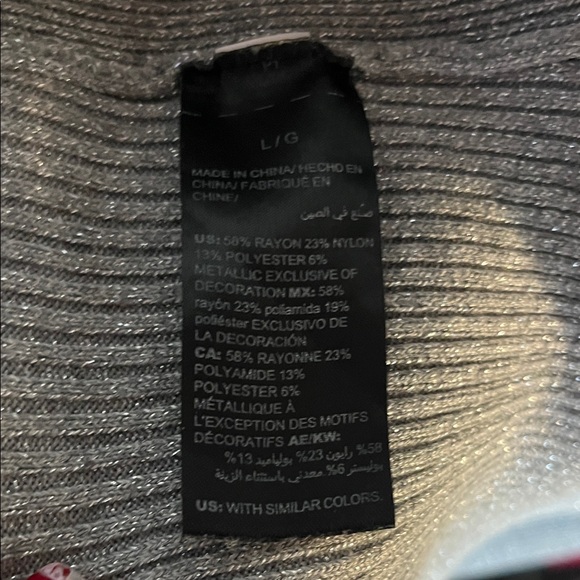 L / G
MADE IN CHINA/ HECHO EN
CHINA/ FABRIQUÉ EN
CHINE/
صنع في الصين
US: 58% RAYON 23% NYLON
13% POLYESTER 6%
METALLIC EXCLUSIVE OF
DECORATION MX: 58%
rayón 23% poliamida 19%
poliéster EXCLUSIVO DE
LA DECORACIÓN
CA: 58% RAYONNE 23%
POLYAMIDE 13%
POLYESTER 6%
MÉTALLIQUE À
L'EXCEPTION DES MOTIFS
DÉCORATIFS AE/KW:
58% رايون 23% بولياميد 13%
بوليستر 6% معدني باستثناء الزينة
US: WITH SIMILAR COLORS.